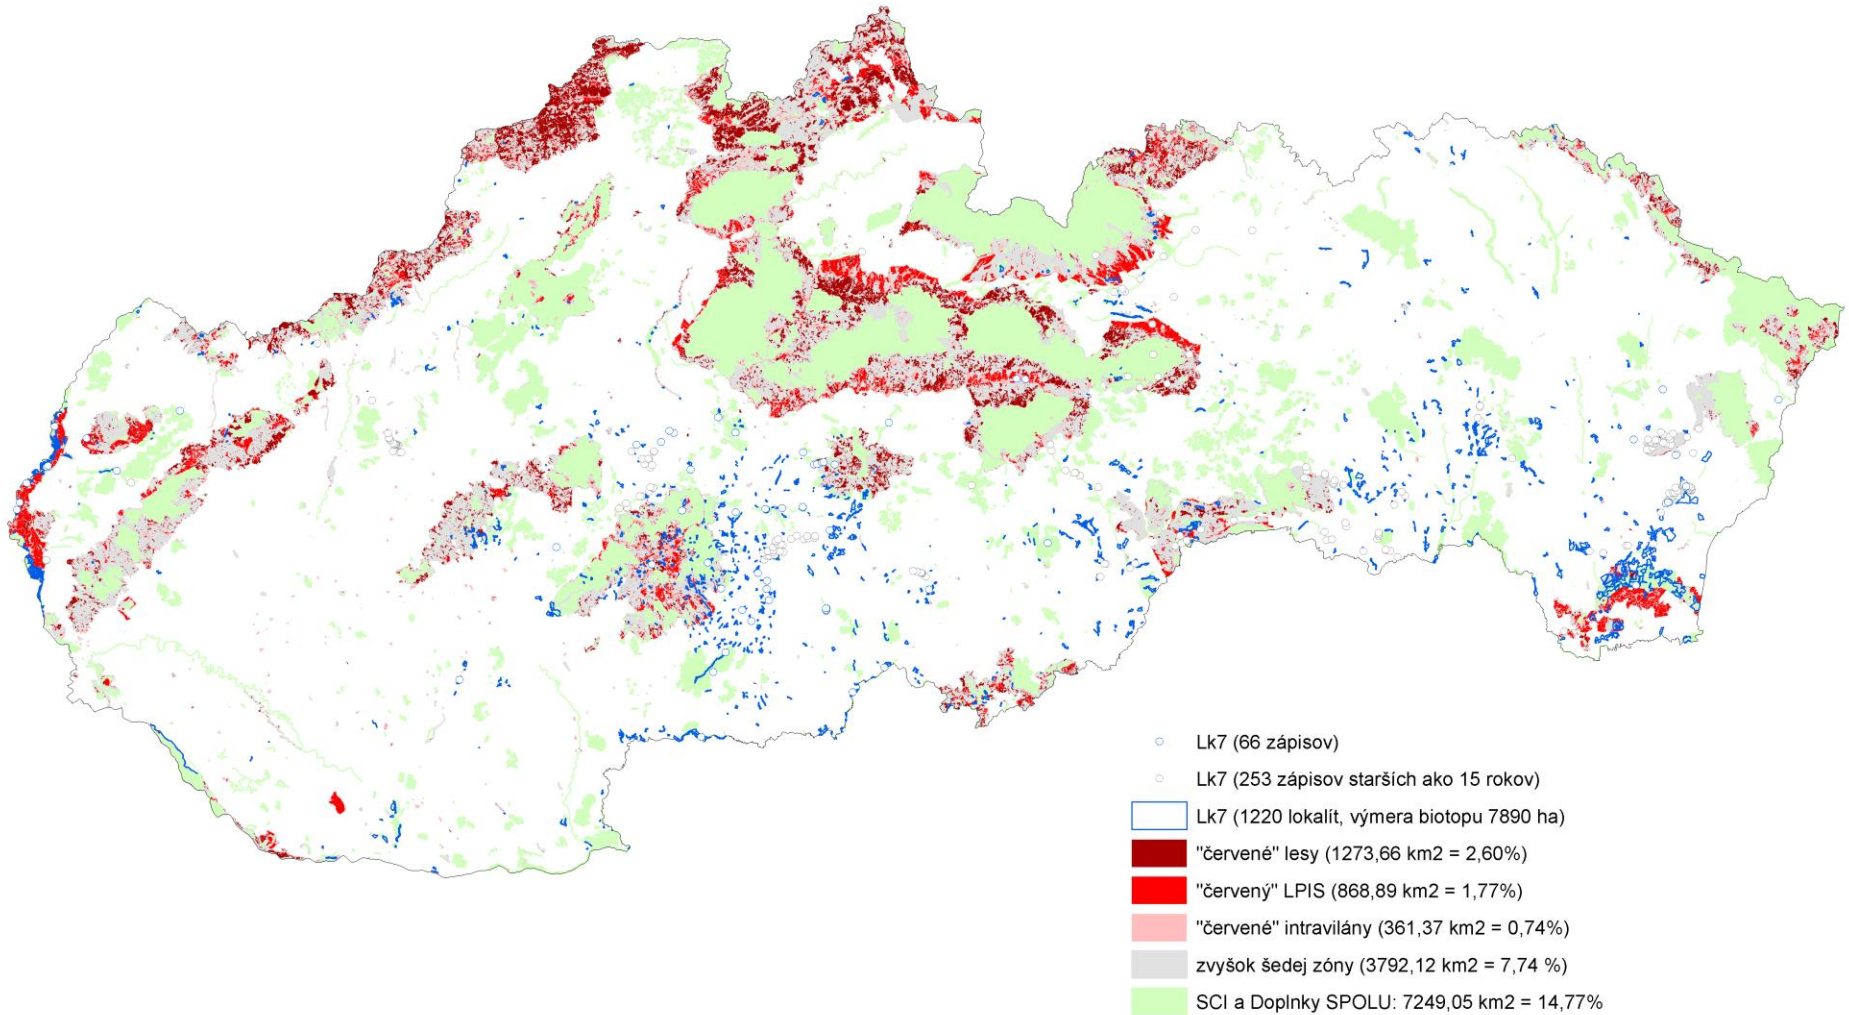 Lk7 (66 zápisov)
Lk7 (253 zápisov starších ako 15 rokov)
Lk7 (1220 lokalít, výmera biotopu 7890 ha)
"červené" lesy (1273,66 km2 = 2,60%)
"červený" LPIS (868,89 km2 = 1,77%)
"červené" intravilány (361,37 km2 = 0,74%)
zvyšok šedej zóny (3792,12 km2 = 7,74 %)
SCI a Doplnky SPOLU: 7249,05 km2 = 14,77%